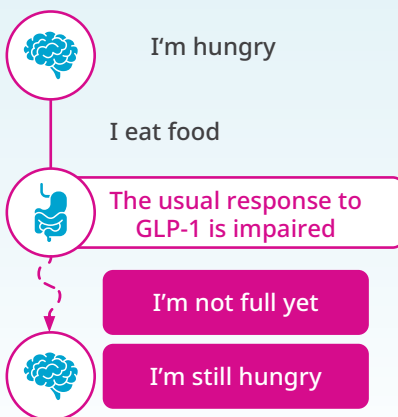 I'm hungry
I eat food
The usual response to
GLP-1 is impaired
I'm not full yet
I'm still hungry